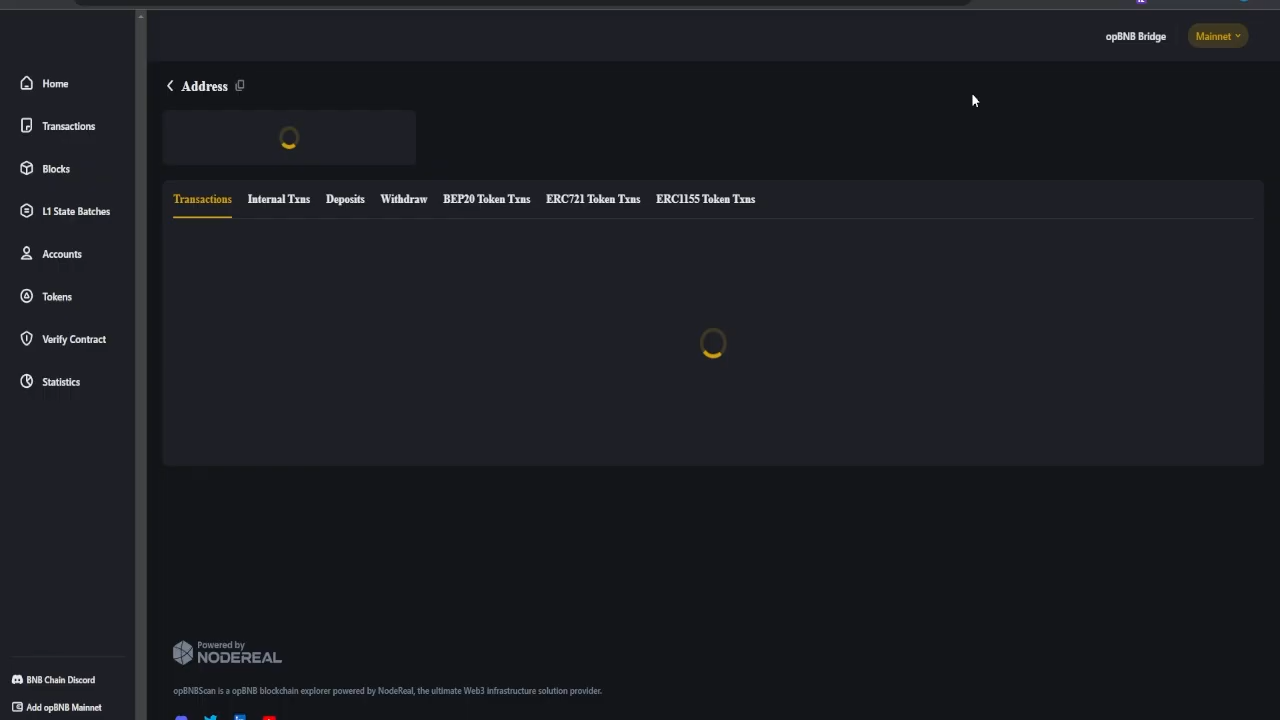 opBNB Bridge
Mainnet
Address
Home
Transactions
Blocks
L1 State Batches
Accounts
Tokens
Verify Contract
Statistics
Transactions Internal Txns Deposits Withdraw BEP20 Token Txns ERC721 Token Txns ERC1155 Token Txns
Powered by
NODEREAL
opBNBScan is a opBNB blockchain explorer powered by NodeReal, the ultimate Web3 infrastructure solution provider.
BNB Chain Discord
Add opBNB Mainnet